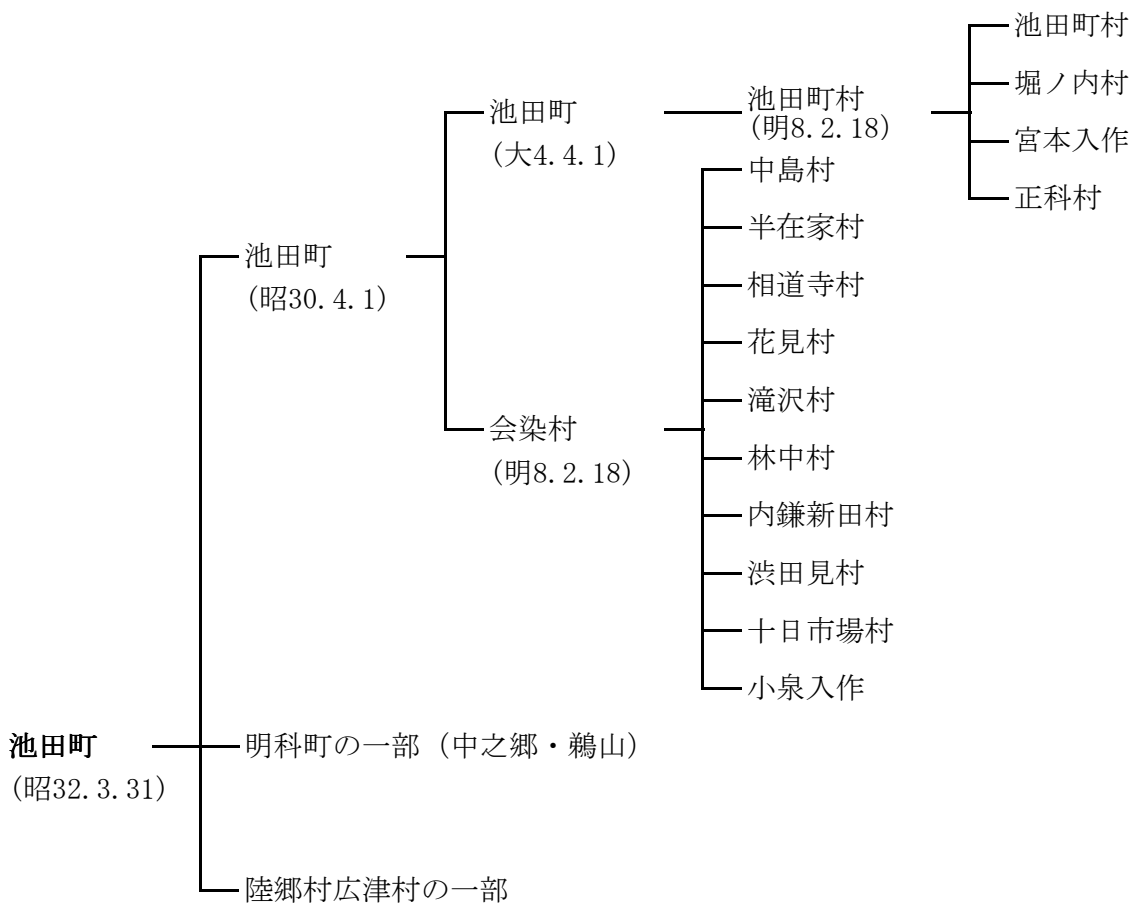 池田町村
堀ノ内村
宮本入作
正科村
池田町
(大4.4.1)
池田町村
(明8.2.18)
中島村
半在家村
相道寺村
花見村
滝沢村
林中村
内鎌新田村
渋田見村
十日市場村
小泉入作
池田町
(昭30.4.1)
会染村
(明8.2.18)
池田町
(昭32.3.31)
明科町の一部（中之郷・鵜山）
陸郷村広津村の一部